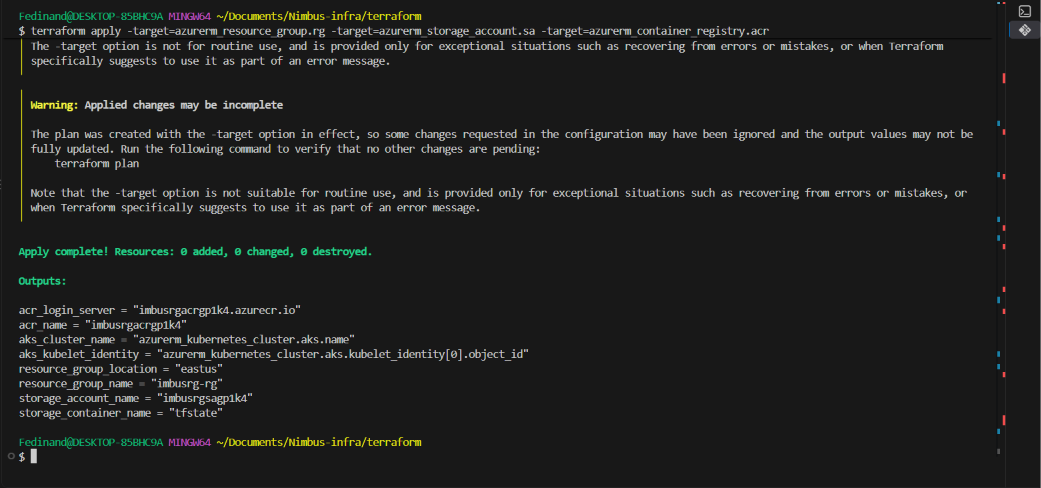 Fedinand@DESKTOP-85BHC9A MINGW64 ~/Documents/Nimbus-infra/terraform
$ terraform apply -target=azurerm_resource_group.rg -target=azurerm_storage_account.sa -target=azurerm_container_registry.acr
The -target option is not for routine use, and is provided only for exceptional situations such as recovering from errors or mistakes, or when Terraform
specifically suggests to use it as part of an error message.
Warning: Applied changes may be incomplete
The plan was created with the -target option in effect, so some changes requested in the configuration may have been ignored and the output values may not be
fully updated. Run the following command to verify that no other changes are pending:
terraform plan
Note that the -target option is not suitable for routine use, and is provided only for exceptional situations such as recovering from errors or mistakes, or
when Terraform specifically suggests to use it as part of an error message.
Apply complete! Resources: 0 added, 0 changed, 0 destroyed.
Outputs:
acr_login_server = "imbusrgacrgp1k4.azurecr.io"
acr_name = "imbusrgacrgp1k4"
aks_cluster_name = "azurerm_kubernetes_cluster.aks.name"
aks_kubelet_identity = "azurerm_kubernetes_cluster.aks.kubelet_identity[0].object_id"
resource_group_location = "eastus"
resource_group_name = "imbusrg-rg"
storage_account_name = "imbusrgsagp1k4"
storage_container_name = "tfstate"
Fedinand@DESKTOP-85BHC9A MINGW64 ~/Documents/Nimbus-infra/terraform
$